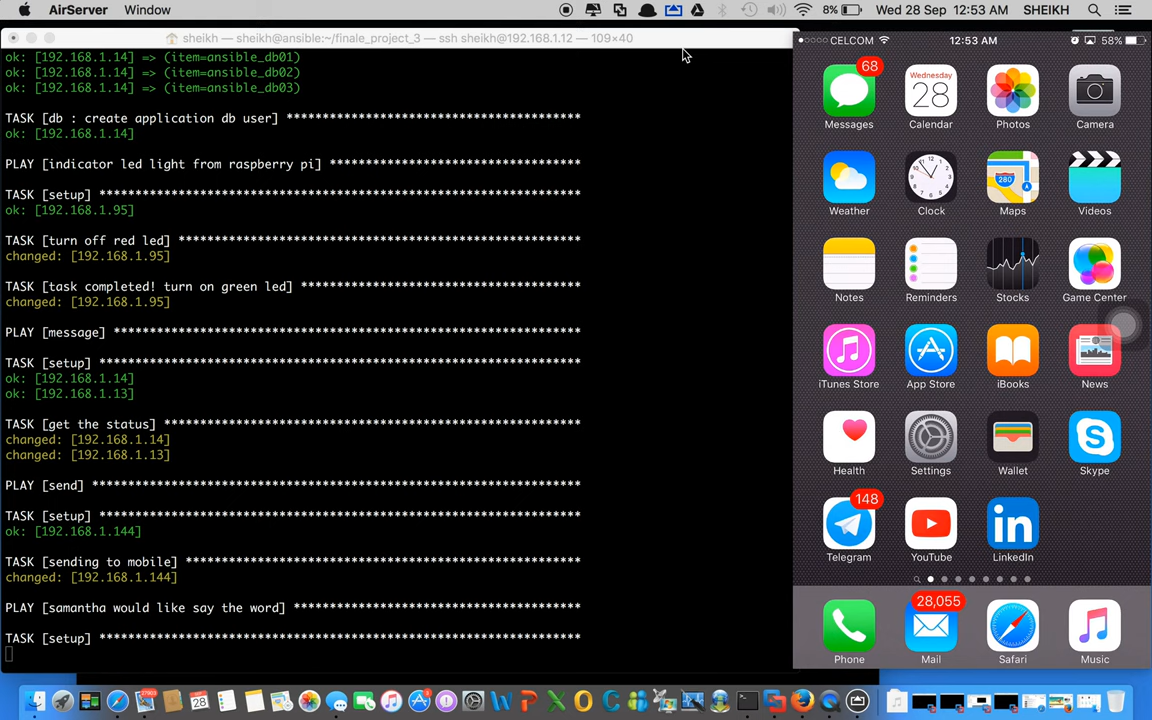 AirServer Window 8% Wed 28 Sep 12:53 AM SHEIKH
sheikh — sheikh@ansible:~/finale_project_3 — ssh sheikh@192.168.1.12 — 109×40
ok: [192.168.1.14] => (item=ansible_db01)
ok: [192.168.1.14] => (item=ansible_db02)
ok: [192.168.1.14] => (item=ansible_db03)
TASK [db : create application db user] **************************************
ok: [192.168.1.14]
PLAY [indicator led light from raspberry pi] ********************************
TASK [setup] ****************************************************************
ok: [192.168.1.95]
TASK [turn off red led] *****************************************************
changed: [192.168.1.95]
TASK [task completed! turn on green led] ************************************
changed: [192.168.1.95]
PLAY [message] **************************************************************
TASK [setup] ****************************************************************
ok: [192.168.1.14]
ok: [192.168.1.13]
TASK [get the status] *******************************************************
changed: [192.168.1.14]
changed: [192.168.1.13]
PLAY [send] *****************************************************************
TASK [setup] ****************************************************************
ok: [192.168.1.144]
TASK [sending to mobile] ****************************************************
changed: [192.168.1.144]
PLAY [samantha would like say the word] *************************************
TASK [setup] ****************************************************************
CELCOM 12:53 AM 58%
68
Wednesday
28
Messages Calendar Photos Camera
280
Weather Clock Maps Videos
Notes Reminders Stocks Game Center
iTunes Store App Store iBooks News
Health Settings Wallet Skype
148
Telegram YouTube LinkedIn
28,055
Phone Mail Safari Music